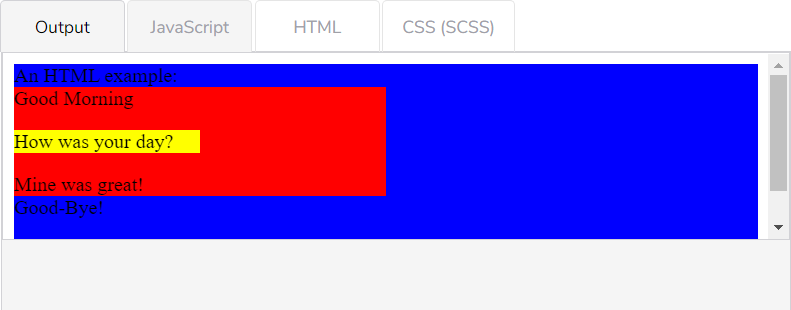 Output JavaScript HTML CSS (SCSS)
An HTML example:
Good Morning
How was your day?
Mine was great!
Good-Bye!